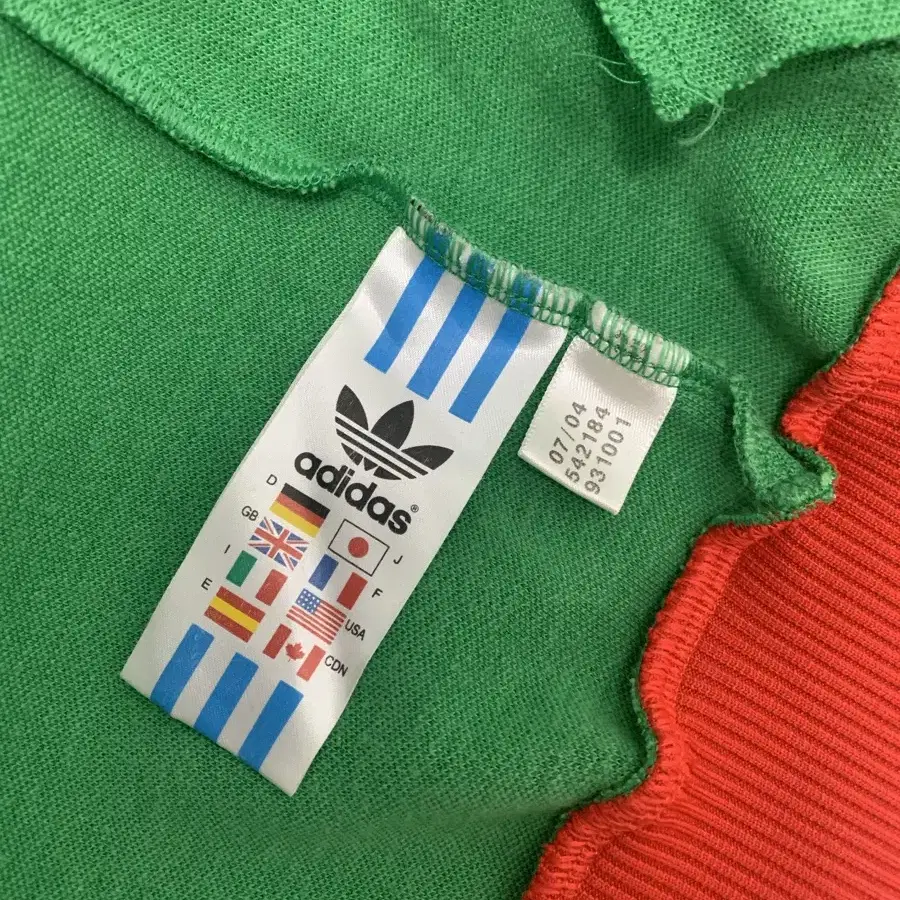 adidas®
D
GB
J
I
F
E
USA
CDN
07/04
542184
931001